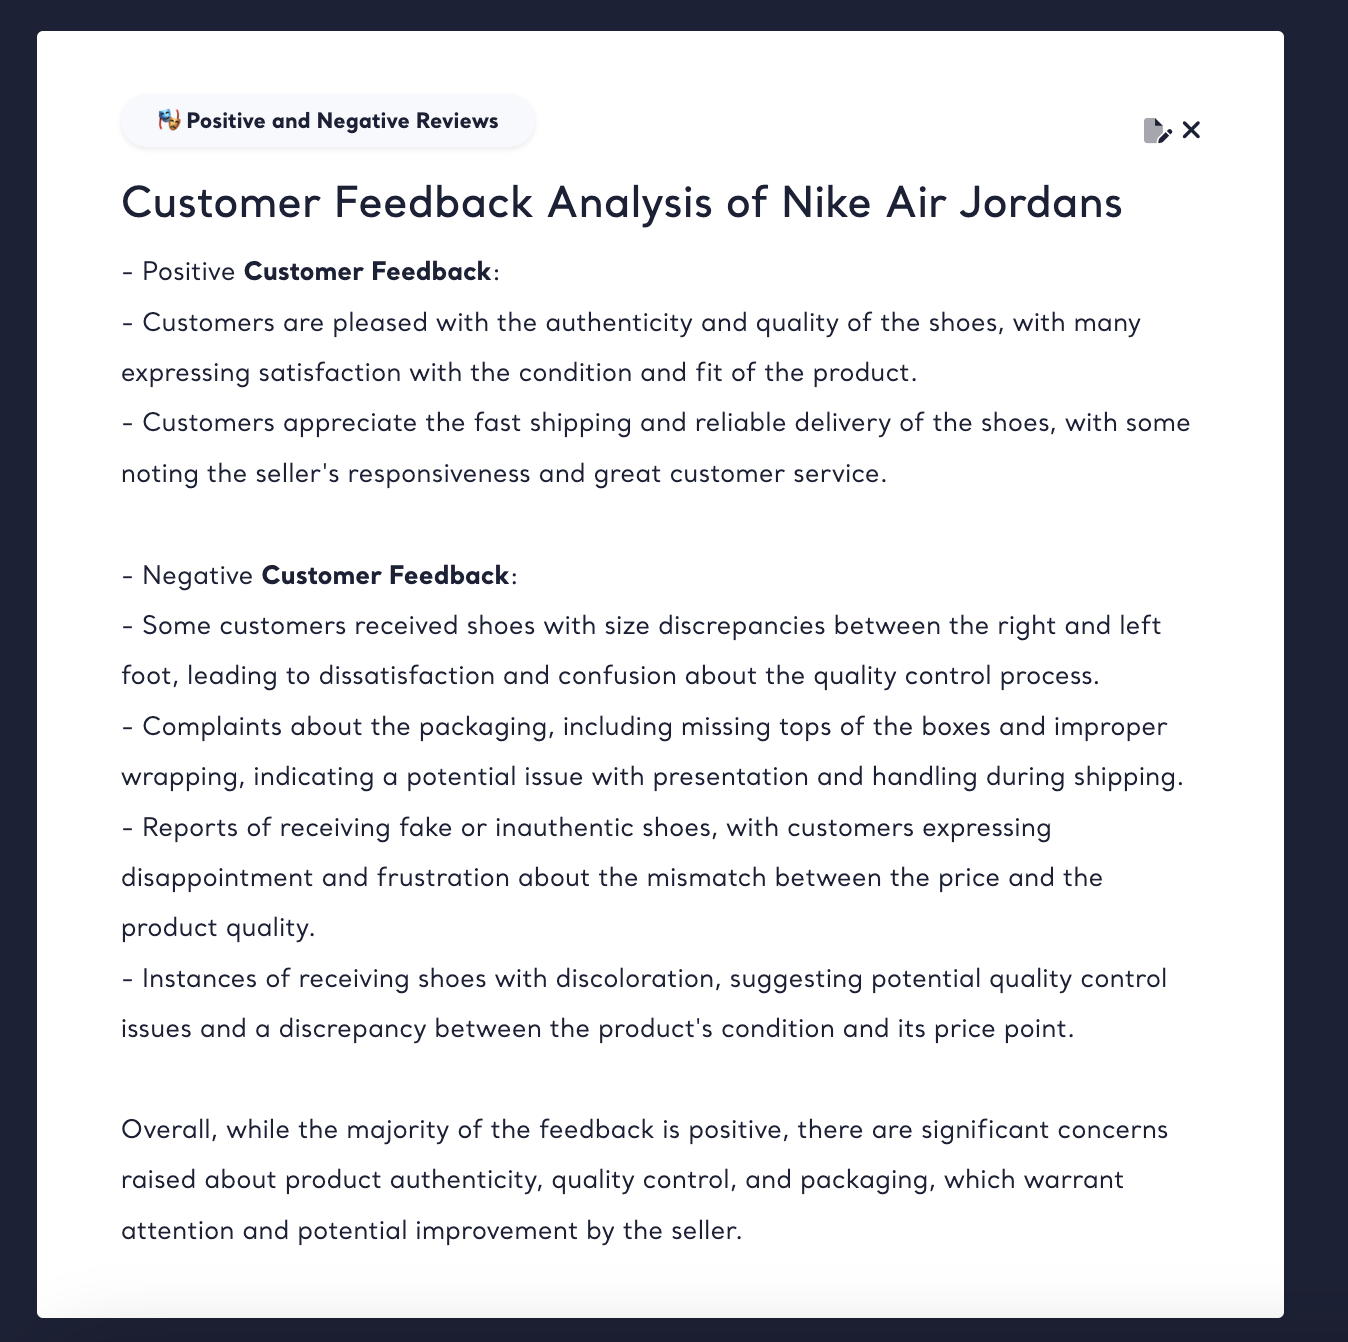 Positive and Negative Reviews
Customer Feedback Analysis of Nike Air Jordans
- Positive Customer Feedback:
- Customers are pleased with the authenticity and quality of the shoes, with many
expressing satisfaction with the condition and fit of the product.
- Customers appreciate the fast shipping and reliable delivery of the shoes, with some
noting the seller's responsiveness and great customer service.
- Negative Customer Feedback:
- Some customers received shoes with size discrepancies between the right and left
foot, leading to dissatisfaction and confusion about the quality control process.
- Complaints about the packaging, including missing tops of the boxes and improper
wrapping, indicating a potential issue with presentation and handling during shipping.
- Reports of receiving fake or inauthentic shoes, with customers expressing
disappointment and frustration about the mismatch between the price and the
product quality.
- Instances of receiving shoes with discoloration, suggesting potential quality control
issues and a discrepancy between the product's condition and its price point.
Overall, while the majority of the feedback is positive, there are significant concerns
raised about product authenticity, quality control, and packaging, which warrant
attention and potential improvement by the seller.